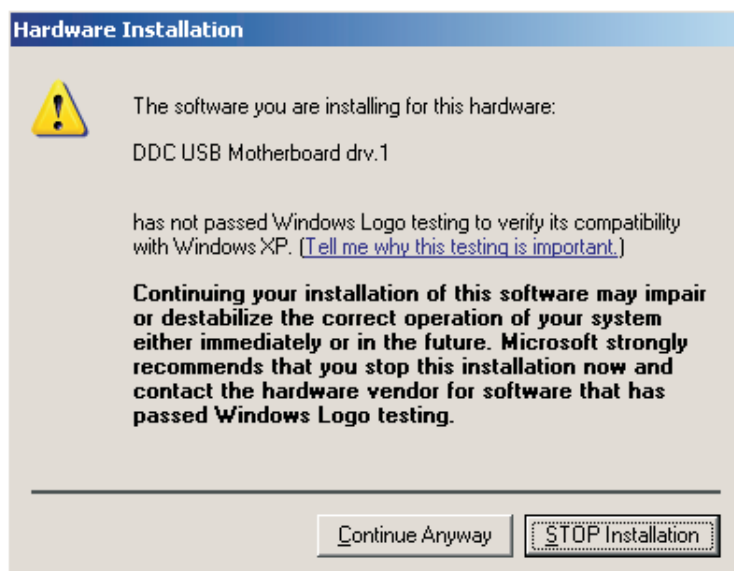 Hardware Installation
The software you are installing for this hardware:
DDC USB Motherboard drv.1
has not passed Windows Logo testing to verify its compatibility
with Windows XP. (Tell me why this testing is important.)
Continuing your installation of this software may impair
or destabilize the correct operation of your system
either immediately or in the future. Microsoft strongly
recommends that you stop this installation now and
contact the hardware vendor for software that has
passed Windows Logo testing.
Continue Anyway
STOP Installation